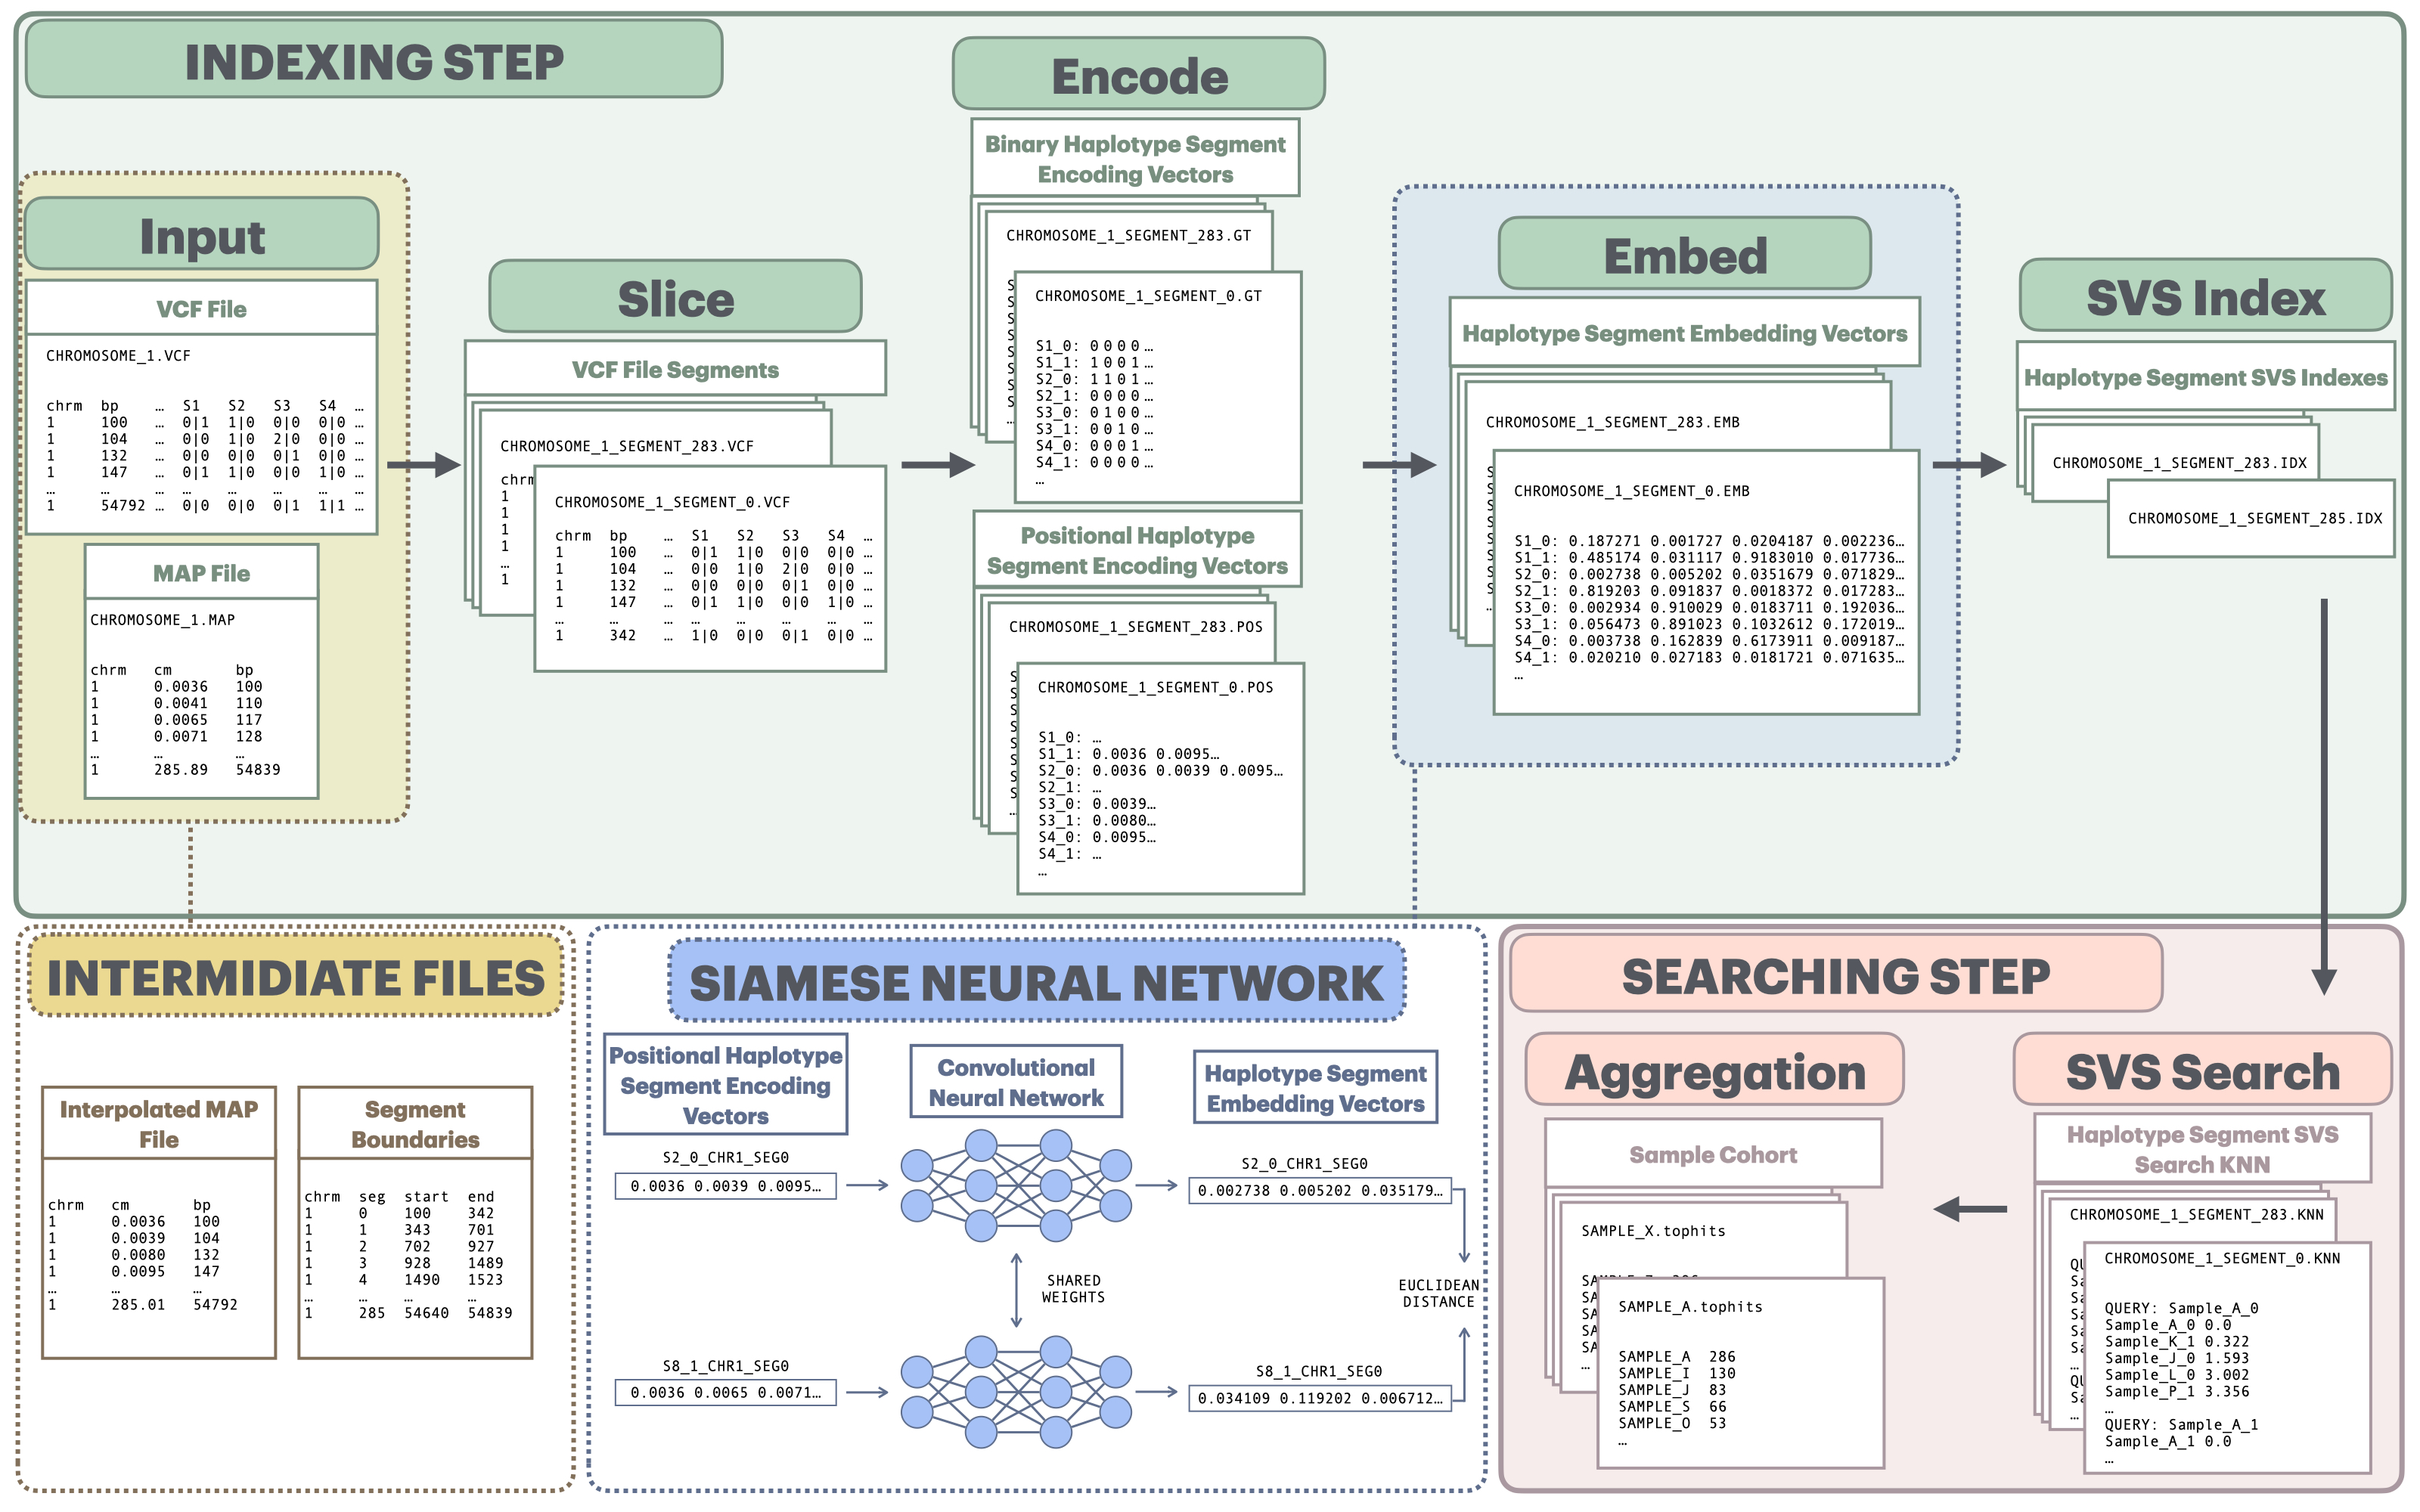 INDEXING STEP
Input
VCF File
CHROMOSOME_1.VCF
chrm bp … S1 S2 S3 S4 …
1 100 … 0|1 1|0 0|0 0|0 …
1 104 … 0|0 1|0 2|0 0|0 …
1 132 … 0|0 0|0 0|1 0|0 …
1 147 … 0|1 1|0 0|0 1|0 …
… … … … … … … …
1 54792 … 0|0 0|0 0|1 1|1 …
MAP File
CHROMOSOME_1.MAP
chrm cm bp
1 0.0036 100
1 0.0041 110
1 0.0065 117
1 0.0071 128
… … …
1 285.89 54839
Slice
VCF File Segments
CHROMOSOME_1_SEGMENT_283.VCF
chrm
1
1
1
1
…
1
CHROMOSOME_1_SEGMENT_0.VCF
chrm bp … S1 S2 S3 S4 …
1 100 … 0|1 1|0 0|0 0|0 …
1 104 … 0|0 1|0 2|0 0|0 …
1 132 … 0|0 0|0 0|1 0|0 …
1 147 … 0|1 1|0 0|0 1|0 …
… … … … … … … …
1 342 … 1|0 0|0 0|1 0|0 …
Encode
Binary Haplotype Segment
Encoding Vectors
CHROMOSOME_1_SEGMENT_283.GT
CHROMOSOME_1_SEGMENT_0.GT
S1_0: 0 0 0 0 …
S1_1: 1 0 0 1 …
S2_0: 1 1 0 1 …
S2_1: 0 0 0 0 …
S3_0: 0 1 0 0 …
S3_1: 0 0 1 0 …
S4_0: 0 0 0 1 …
S4_1: 0 0 0 0 …
…
Positional Haplotype
Segment Encoding Vectors
CHROMOSOME_1_SEGMENT_283.POS
CHROMOSOME_1_SEGMENT_0.POS
S1_0: …
S1_1: 0.0036 0.0095…
S2_0: 0.0036 0.0039 0.0095…
S2_1: …
S3_0: 0.0039…
S3_1: 0.0080…
S4_0: 0.0095…
S4_1: …
…
Embed
Haplotype Segment Embedding Vectors
CHROMOSOME_1_SEGMENT_283.EMB
CHROMOSOME_1_SEGMENT_0.EMB
S1_0: 0.187271 0.001727 0.0204187 0.002236…
S1_1: 0.485174 0.031117 0.9183010 0.017736…
S2_0: 0.002738 0.005202 0.0351679 0.071829…
S2_1: 0.819203 0.091837 0.0018372 0.017283…
S3_0: 0.002934 0.910029 0.0183711 0.192036…
S3_1: 0.056473 0.891023 0.1032612 0.172019…
S4_0: 0.003738 0.162839 0.6173911 0.009187…
S4_1: 0.020210 0.027183 0.0181721 0.071635…
…
SVS Index
Haplotype Segment SVS Indexes
CHROMOSOME_1_SEGMENT_283.IDX
CHROMOSOME_1_SEGMENT_285.IDX
INTERMIDIATE FILES
Interpolated MAP
File
chrm cm bp
1 0.0036 100
1 0.0039 104
1 0.0080 132
1 0.0095 147
… … …
1 285.01 54792
Segment
Boundaries
chrm seg start end
1 0 100 342
1 1 343 701
1 2 702 927
1 3 928 1489
1 4 1490 1523
… … … …
1 285 54640 54839
SIAMESE NEURAL NETWORK
Positional Haplotype
Segment Encoding
Vectors
Convolutional
Neural Network
Haplotype Segment
Embedding Vectors
S2_0_CHR1_SEG0
0.0036 0.0039 0.0095…
S2_0_CHR1_SEG0
0.002738 0.005202 0.035179…
SHARED
WEIGHTS
EUCLIDEAN
DISTANCE
S8_1_CHR1_SEG0
0.0036 0.0065 0.0071…
S8_1_CHR1_SEG0
0.034109 0.119202 0.006712…
SEARCHING STEP
Aggregation
Sample Cohort
SAMPLE_X.tophits
SAMPLE_A.tophits
SAMPLE_A 286
SAMPLE_I 130
SAMPLE_J 83
SAMPLE_S 66
SAMPLE_O 53
…
SVS Search
Haplotype Segment SVS
Search KNN
CHROMOSOME_1_SEGMENT_283.KNN
CHROMOSOME_1_SEGMENT_0.KNN
QUERY: Sample_A_0
Sample_A_0 0.0
Sample_K_1 0.322
Sample_J_0 1.593
Sample_L_0 3.002
Sample_P_1 3.356
…
QUERY: Sample_A_1
Sample_A_1 0.0
…